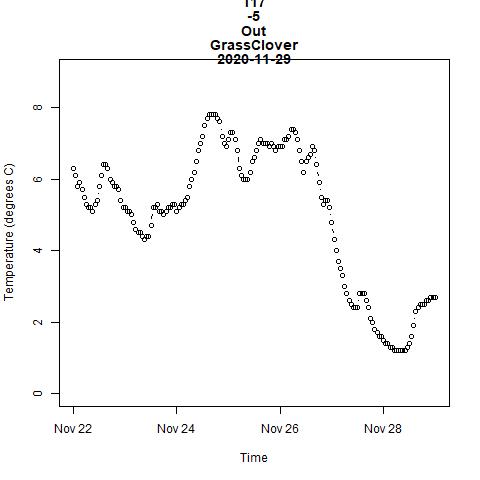 117
-5
Out
GrassClover
2020-11-29
Temperature (degrees C)
8
6
4
2
0
Nov 22
Nov 24
Nov 26
Nov 28
Time